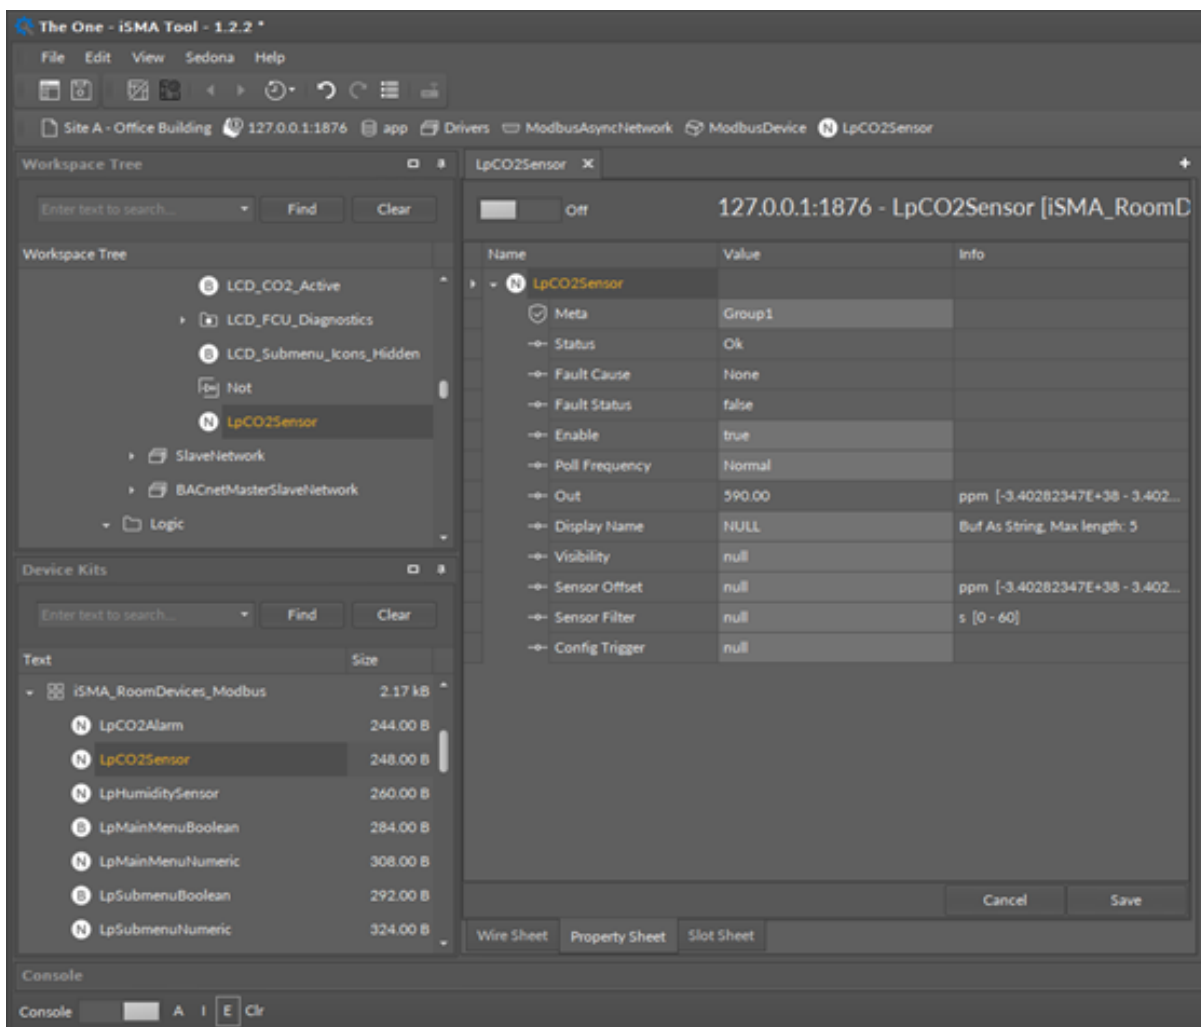 The One - iSMA Tool - 1.2.2 *
File Edit View Sedona Help
Site A - Office Building 127.0.0.1:1876 app Drivers ModbusAsyncNetwork ModbusDevice N LpCO2Sensor
Workspace Tree
Enter text to search... Find Clear
Workspace Tree
B LCD_CO2_Active
LCD_FCU_Diagnostics
B LCD_Submenu_Icons_Hidden
Not
N LpCO2Sensor
SlaveNetwork
BACnetMasterSlaveNetwork
Logic
Device Kits
Enter text to search... Find Clear
Text Size
iSMA_RoomDevices_Modbus 2.17 kB
N LpCO2Alarm 244.00 B
N LpCO2Sensor 248.00 B
N LpHumiditySensor 260.00 B
B LpMainMenuBoolean 284.00 B
N LpMainMenuNumeric 308.00 B
B LpSubmenuBoolean 292.00 B
N LpSubmenuNumeric 324.00 B
LpCO2Sensor
Off 127.0.0.1:1876 - LpCO2Sensor [iSMA_RoomD
Name Value Info
N LpCO2Sensor
Meta Group1
Status Ok
Fault Cause None
Fault Status false
Enable true
Poll Frequency Normal
Out 590.00 ppm [-3.40282347E+38 - 3.402...
Display Name NULL Buf As String, Max length: 5
Visibility null
Sensor Offset null ppm [-3.40282347E+38 - 3.402...
Sensor Filter null s [0 - 60]
Config Trigger null
Cancel Save
Wire Sheet Property Sheet Slot Sheet
Console
Console A I E Clr